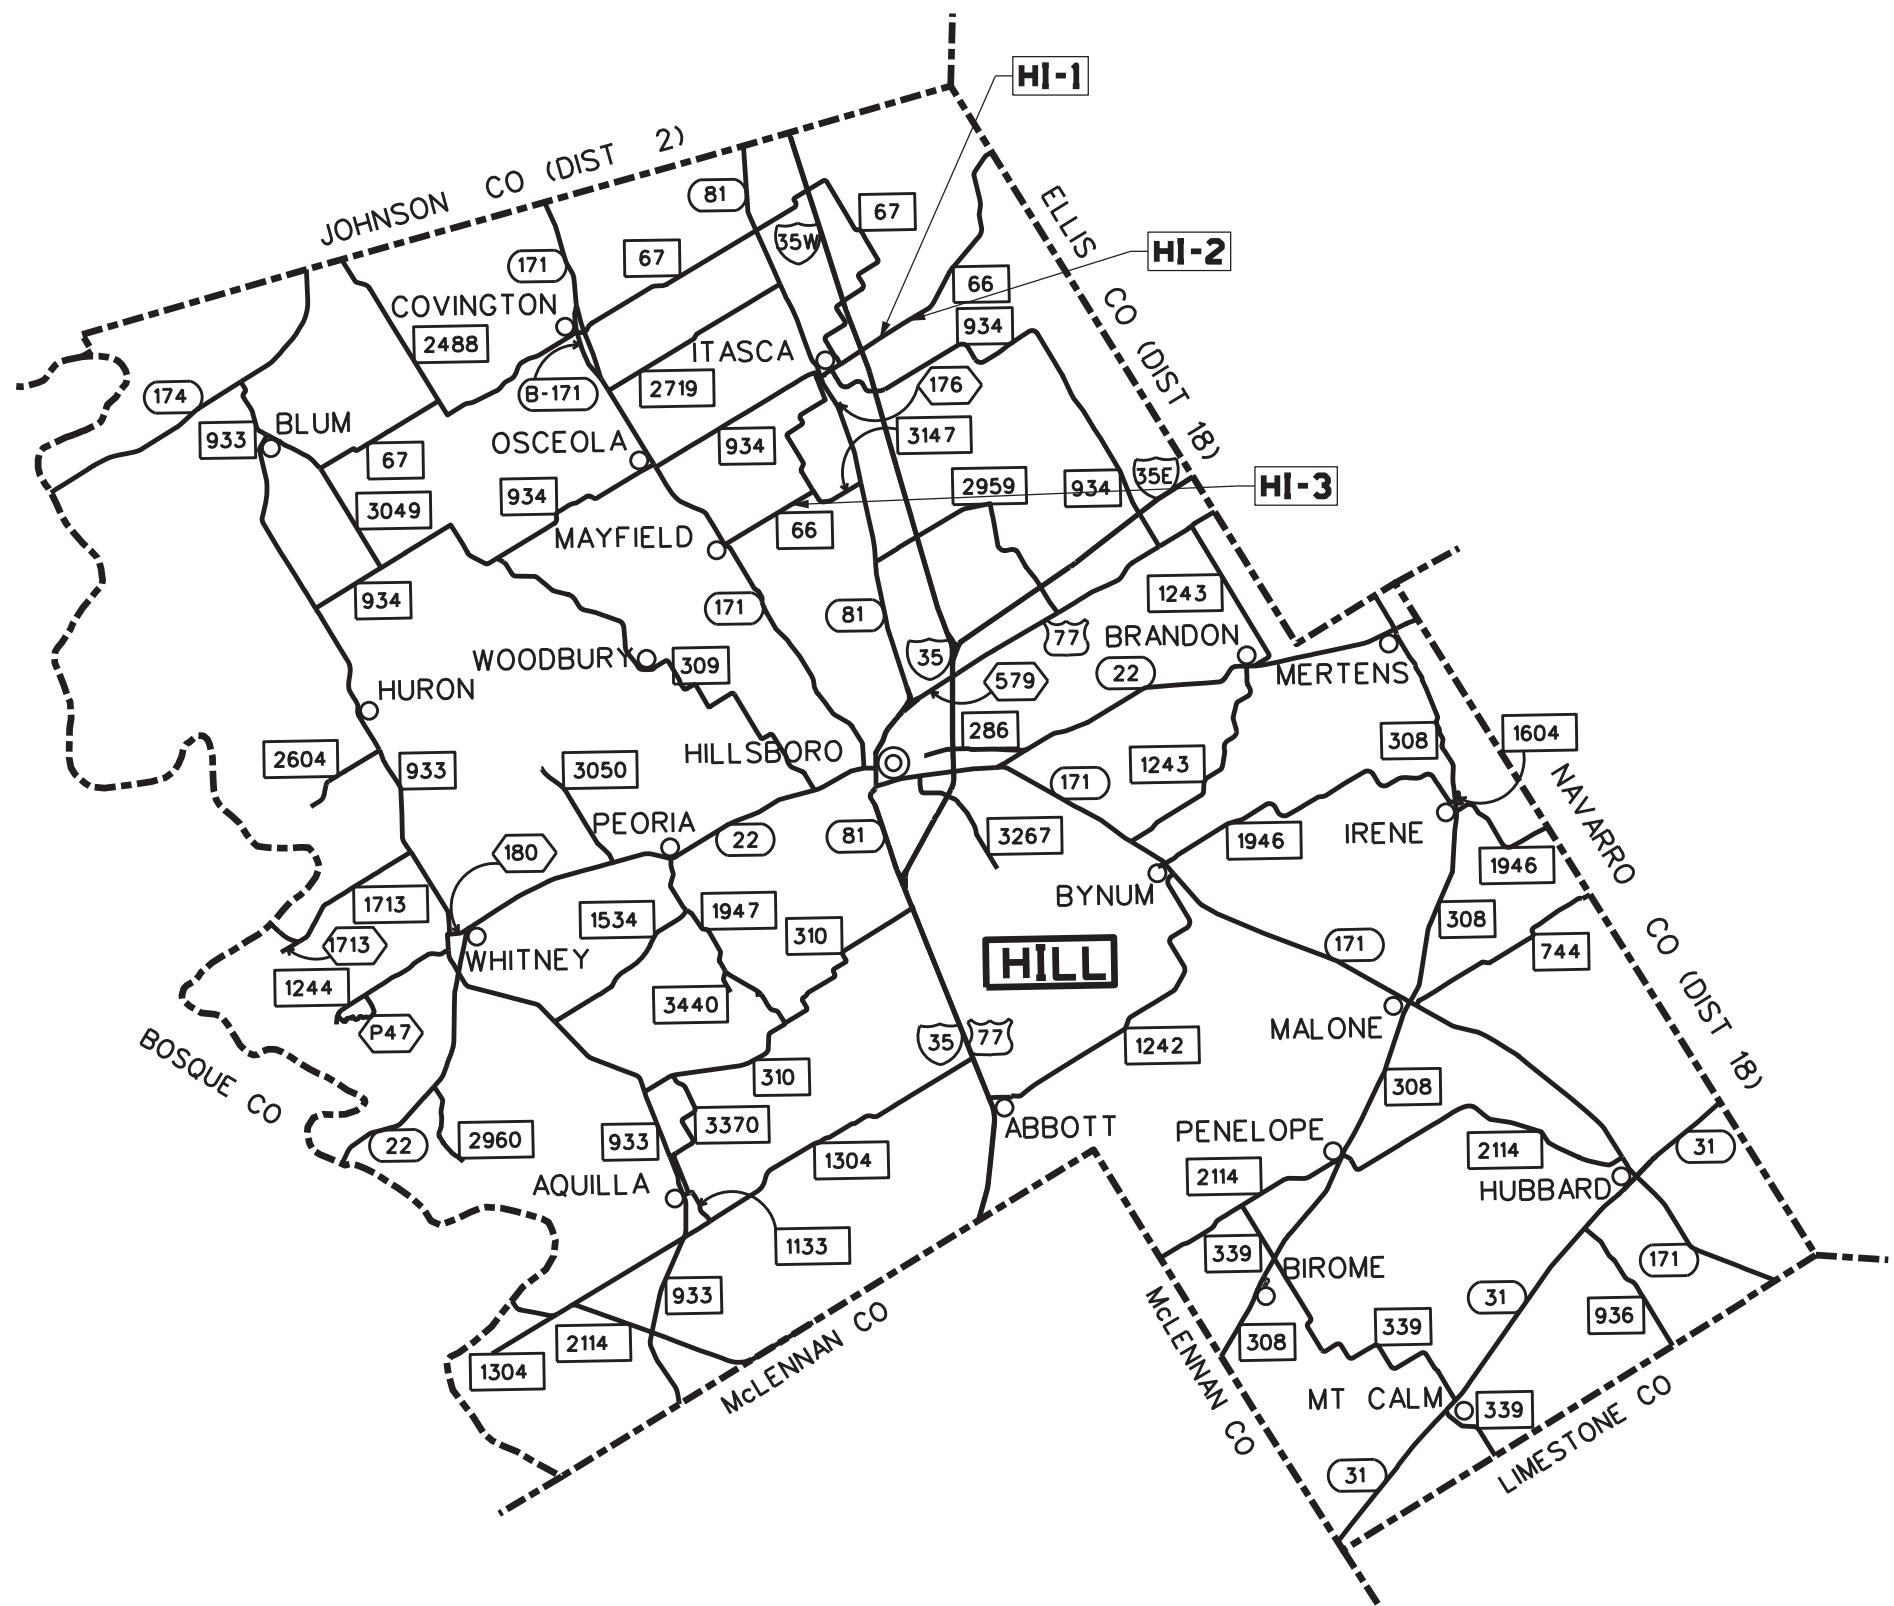 HI-1
JOHNSON CO (DIST 2)
81
67
35W
ELLIS CO (DIST 18)
HI-2
171
67
66
COVINGTON
934
2488
ITASCA
174
B-171
2719
176
BLUM
933
OSCEOLA
934
3147
67
934
2959
934
35E
HI-3
3049
66
MAYFIELD
934
171
81
1243
77
BRANDON
WOODBURY
309
35
22
MERTENS
HURON
579
286
308
1604
2604
933
3050
HILLSBORO
171
1243
NAVARRO CO (DIST 18)
PEORIA
22
81
3267
1946
IRENE
1946
180
BYNUM
1713
1534
1947
310
308
1713
WHITNEY
HILL
171
744
1244
3440
P47
35
77
MALONE
1242
BOSQUE CO
310
308
3370
ABBOTT
PENELOPE
22
2960
933
1304
2114
31
AQUILLA
2114
HUBBARD
1133
339
BIROME
171
933
McLENNAN CO
31
936
2114
308
339
1304
McLENNAN CO
MT CALM
339
LIMESTONE CO
31